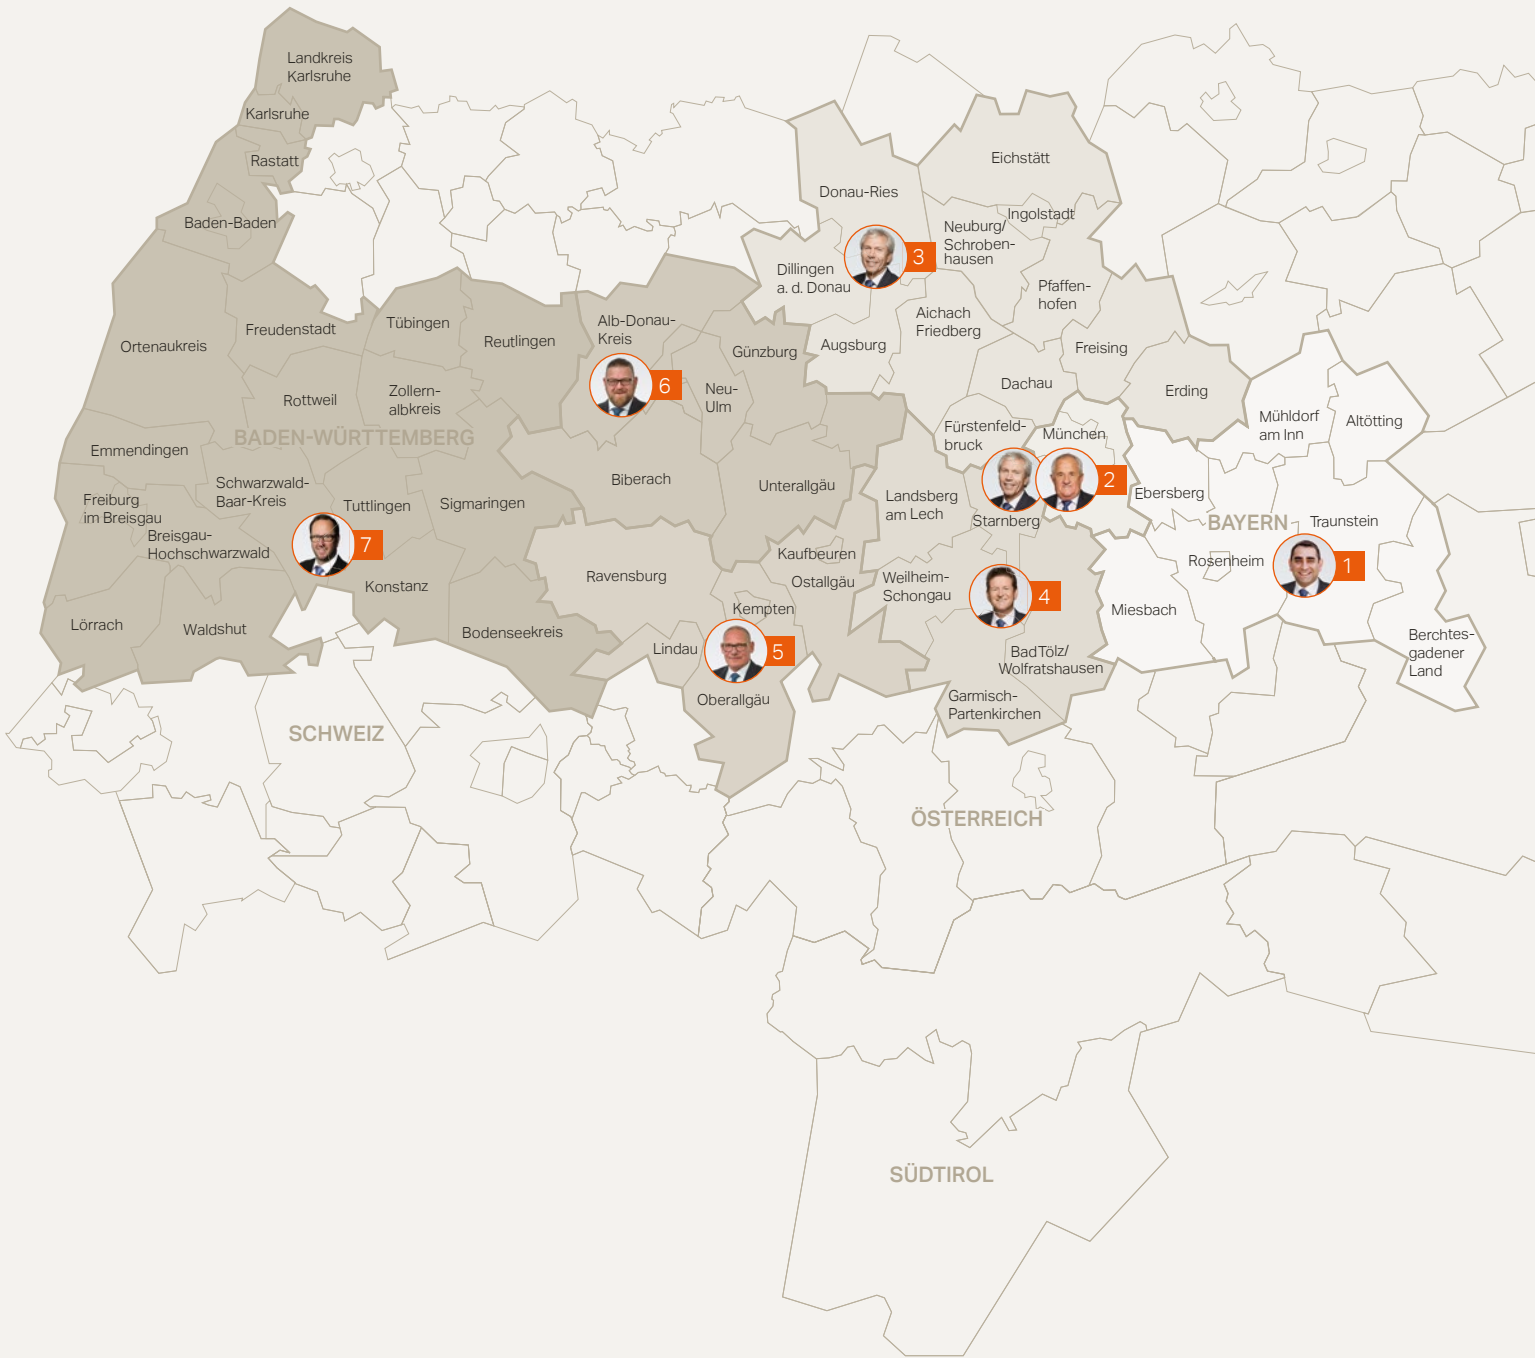 Landkreis
Karlsruhe
Karlsruhe
Rastatt
Baden-Baden
Ortenaukreis
Freudenstadt
Tübingen
Reutlingen
Rottweil
Zollern-
albkreis
BADEN-WÜRTTEMBERG
Emmendingen
Schwarzwald-
Baar-Kreis
Tuttlingen
Sigmaringen
Freiburg
im Breisgau
Breisgau-
Hochschwarzwald
7
Konstanz
Lörrach
Waldshut
Bodenseekreis
Alb-Donau-
Kreis
6
Günzburg
Neu-
Ulm
Biberach
Unterallgäu
Ravensburg
Kaufbeuren
Ostallgäu
Kempten
Lindau
5
Oberallgäu
Donau-Ries
Eichstätt
Ingolstadt
Neuburg/
Schroben-
hausen
3
Dillingen
a. d. Donau
Pfaffen-
hofen
Aichach
Friedberg
Augsburg
Freising
Dachau
Erding
Fürstenfeld-
bruck
München
2
Landsberg
am Lech
Starnberg
Weilheim-
Schongau
4
Bad Tölz/
Wolfratshausen
Garmisch-
Partenkirchen
Mühldorf
am Inn
Altötting
Ebersberg
BAYERN
Traunstein
Rosenheim
1
Miesbach
Berchtes-
gadener
Land
SCHWEIZ
ÖSTERREICH
SÜDTIROL